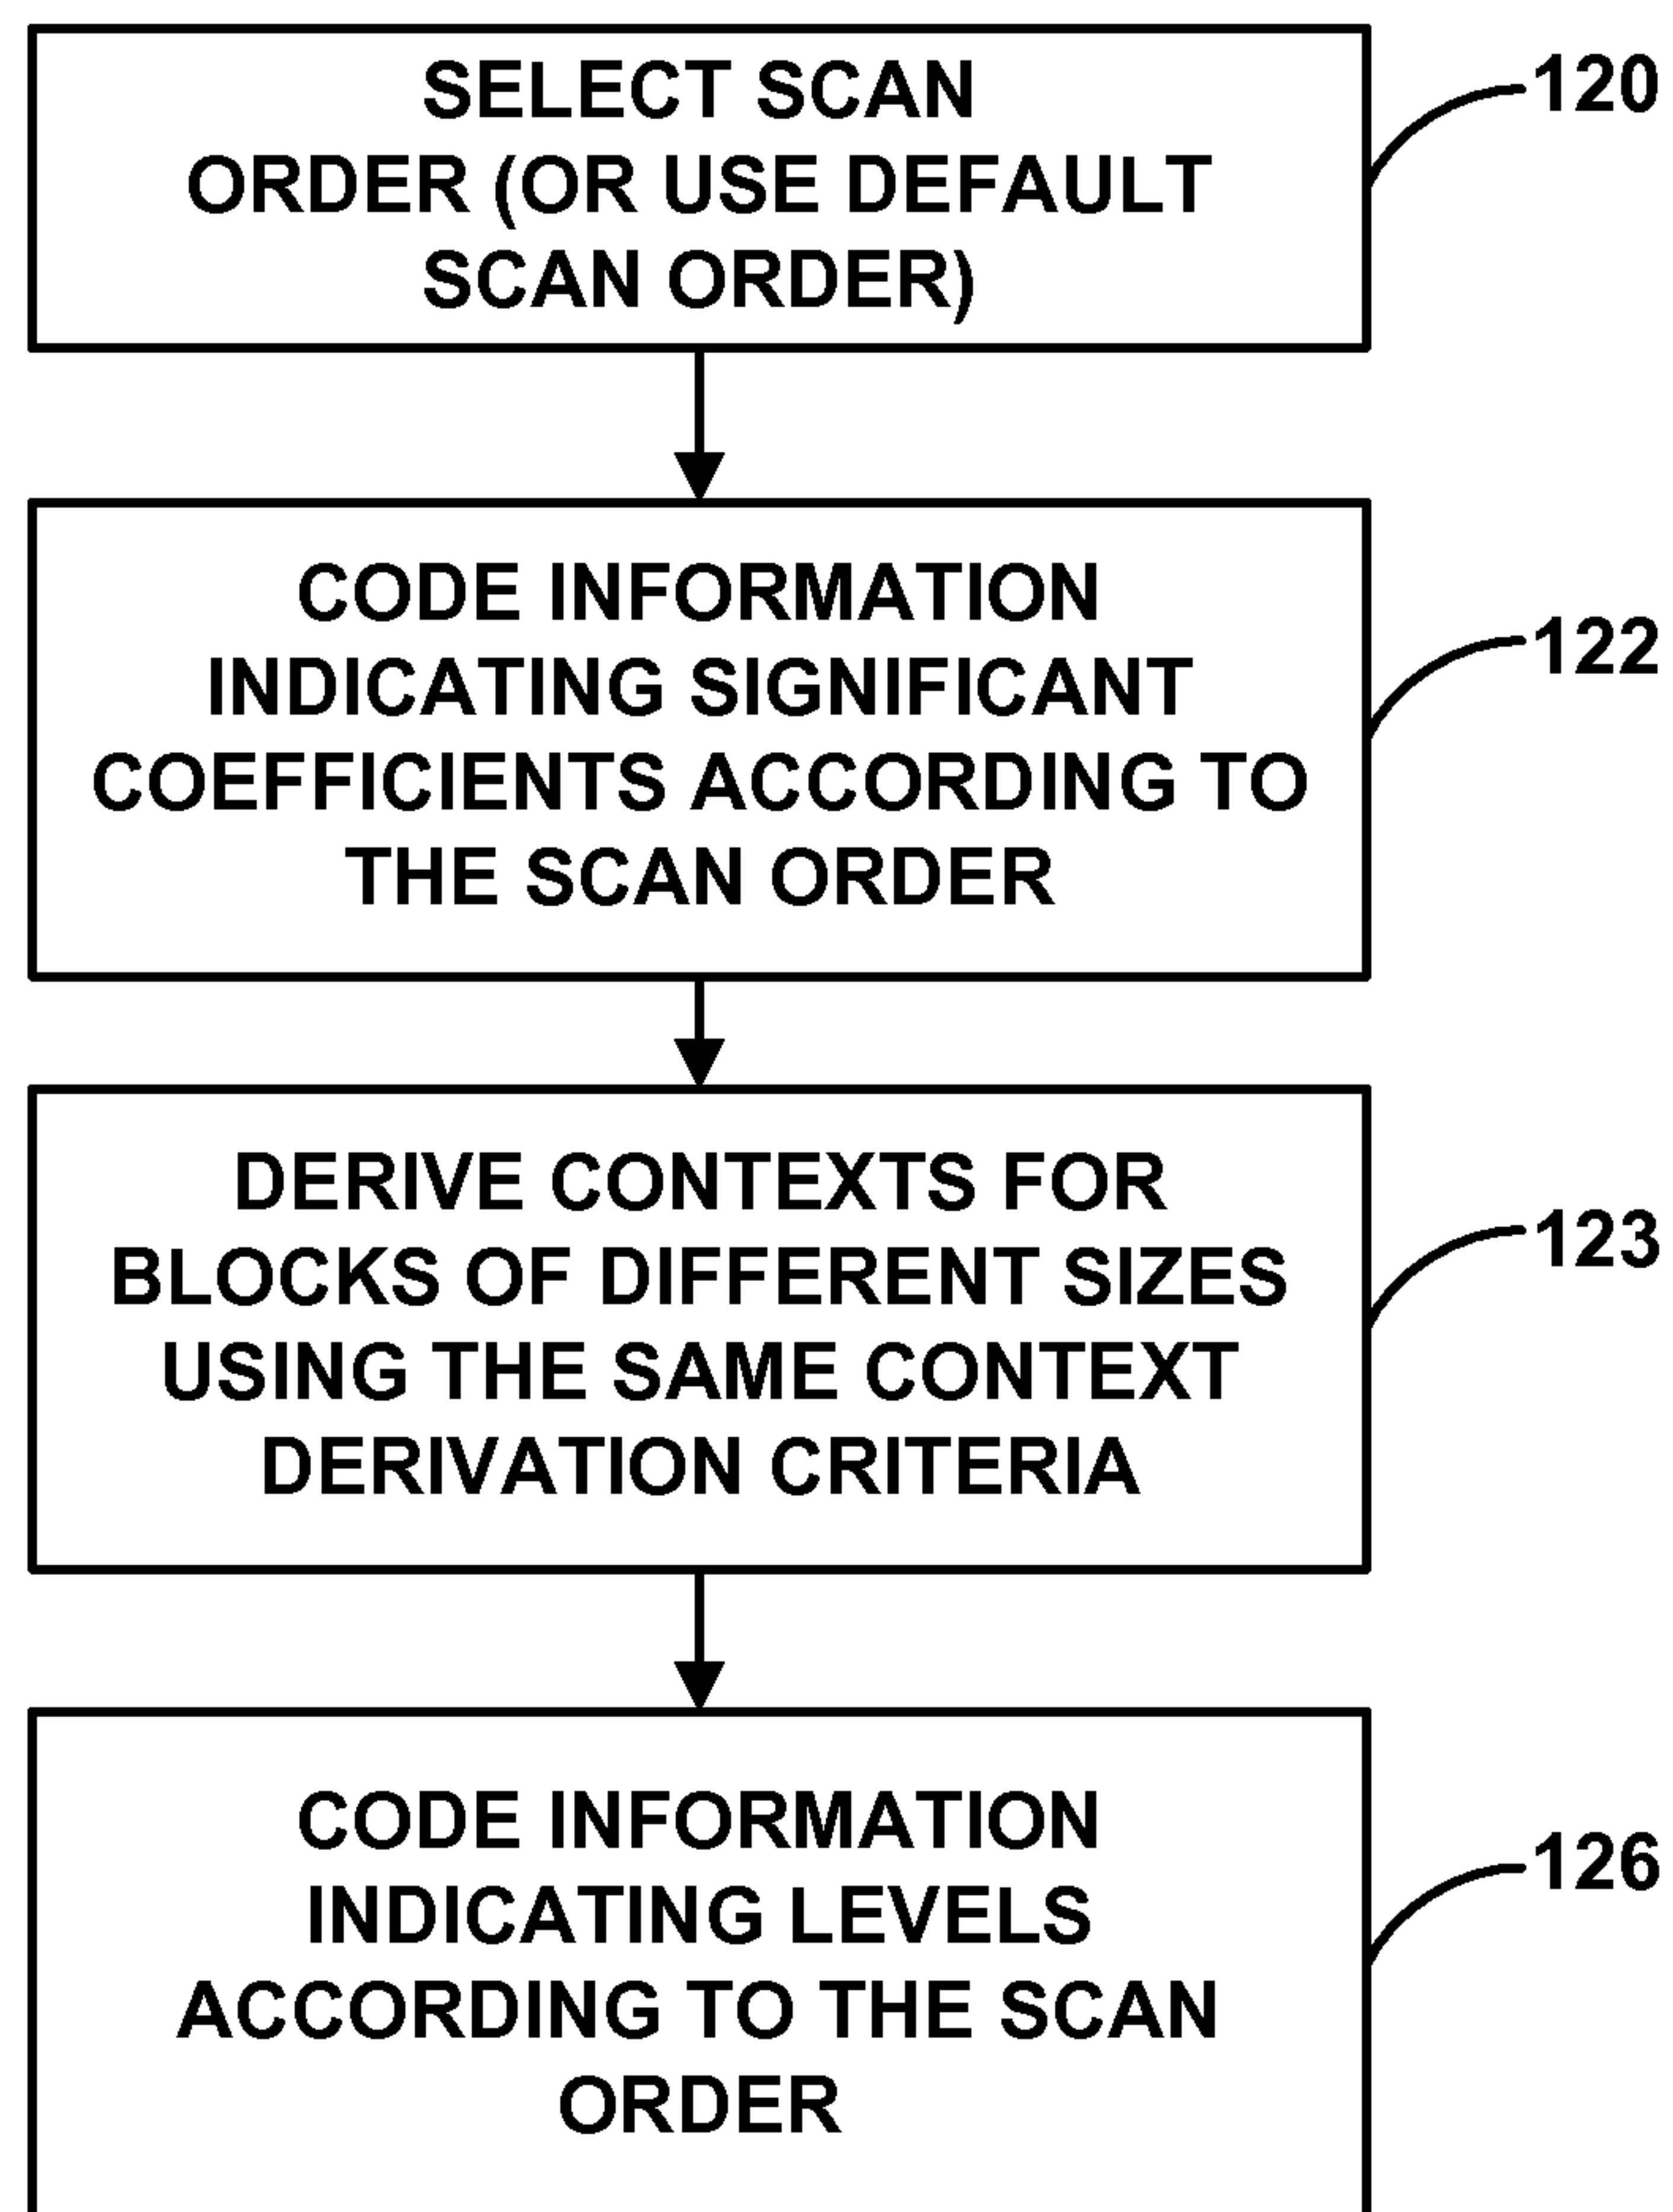 SELECT SCAN
ORDER (OR USE DEFAULT
SCAN ORDER)
120
CODE INFORMATION
INDICATING SIGNIFICANT
COEFFICIENTS ACCORDING TO
THE SCAN ORDER
122
DERIVE CONTEXTS FOR
BLOCKS OF DIFFERENT SIZES
USING THE SAME CONTEXT
DERIVATION CRITERIA
123
CODE INFORMATION
INDICATING LEVELS
ACCORDING TO THE SCAN
ORDER
126